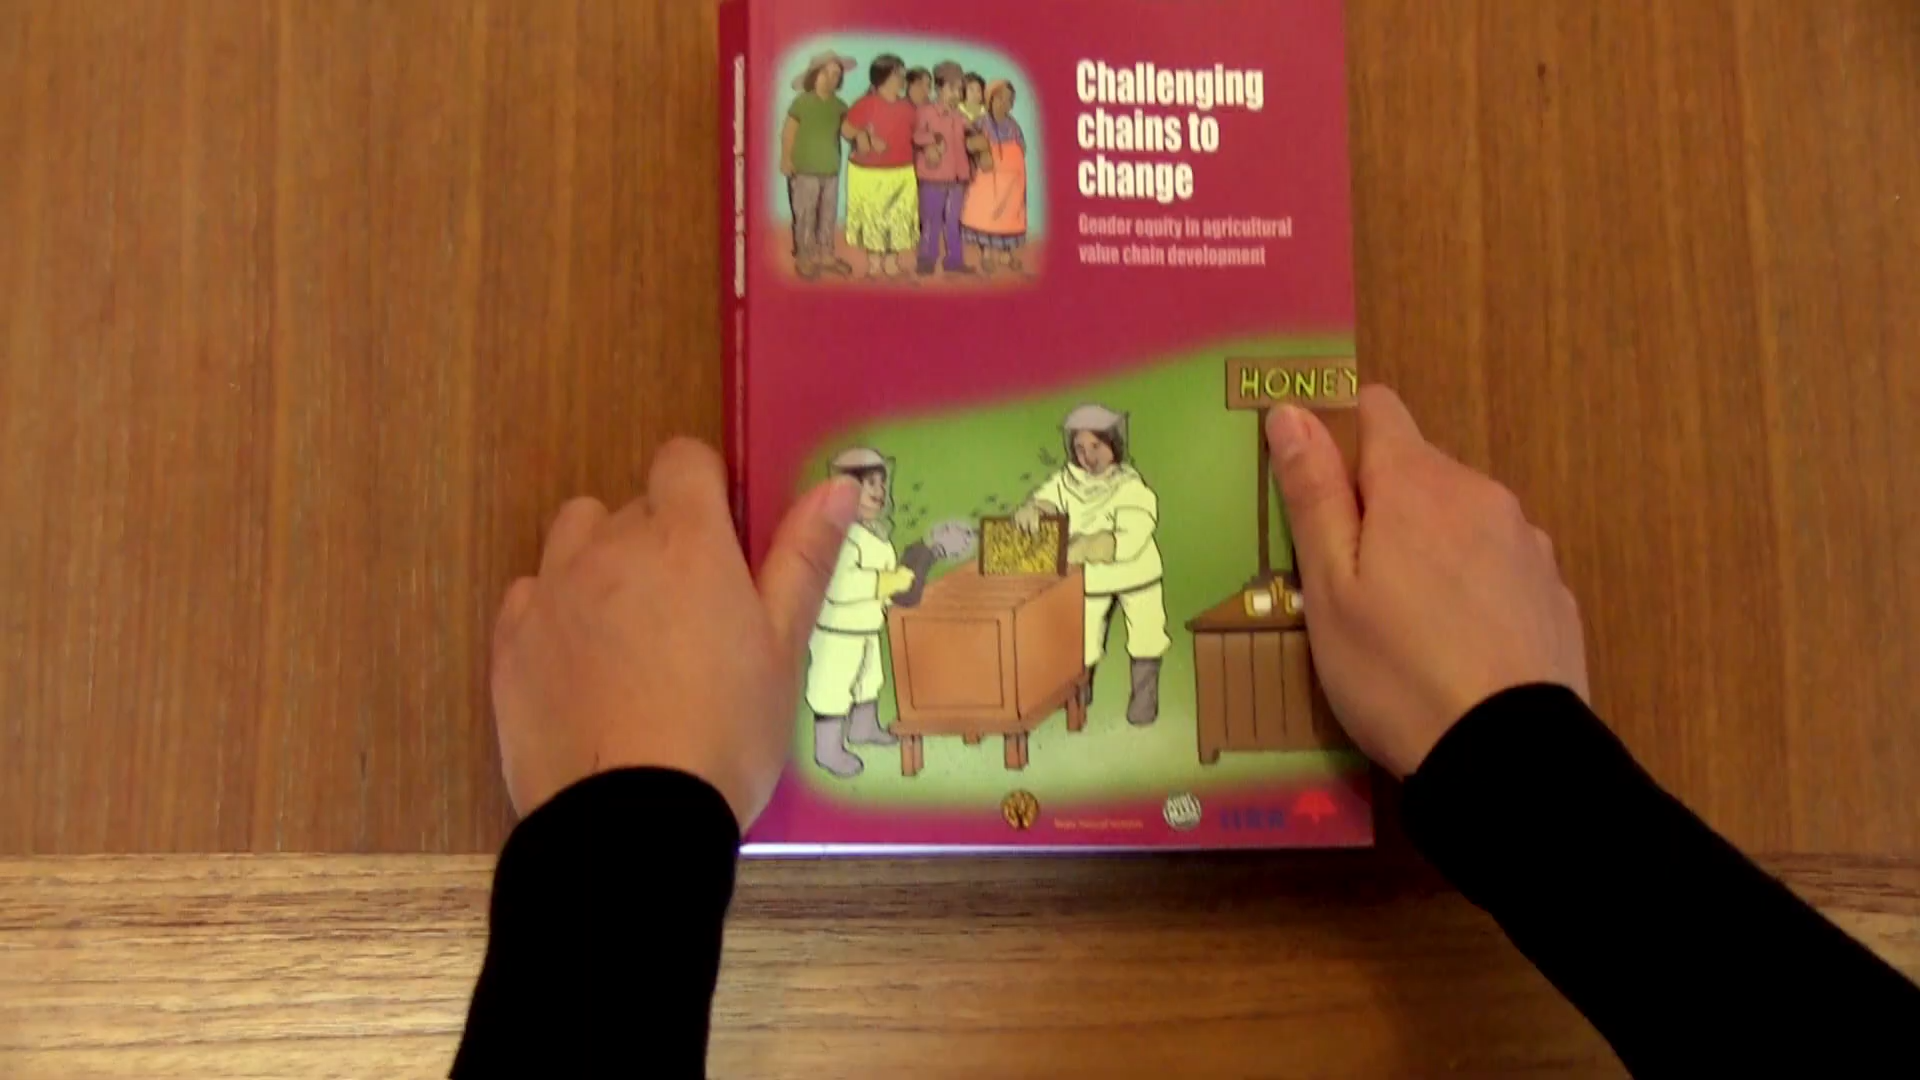 Challenging
chains to
change
Gender equity in agricultural
value chain development
HONEY